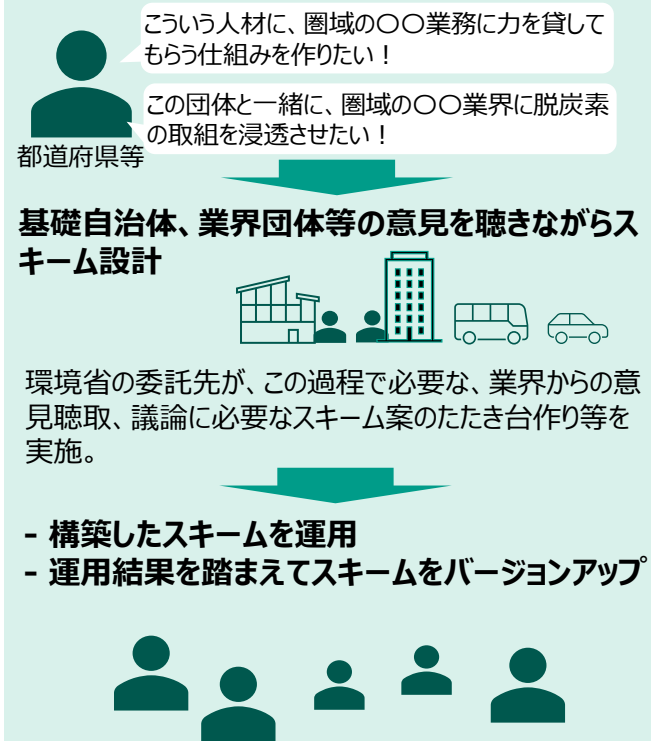 こういう人材に、圏域の〇〇業務に力を貸して
もらう仕組みを作りたい！
この団体と一緒に、圏域の〇〇業界に脱炭素
の取組を浸透させたい！
都道府県等
基礎自治体、業界団体等の意見を聴きながらス
キーム設計
環境省の委託先が、この過程で必要な、業界からの意
見聴取、議論に必要なスキーム案のたたき台作り等を
実施。
- 構築したスキームを運用
- 運用結果を踏まえてスキームをバージョンアップ